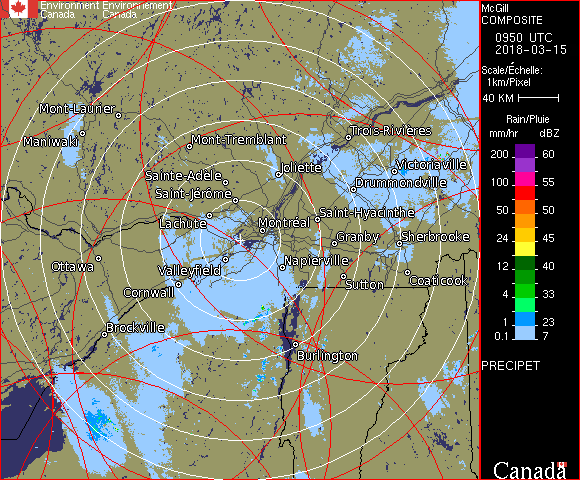 Environment Environnement
Canada Canada
McGill
COMPOSITE
0950 UTC
2018-03-15
Scale/Échelle:
1km/Pixel
40 KM
Rain/Pluie
mm/hr dBZ
200 60
150 57
100 55
50 50
24 45
12 40
4 33
1 23
0.1 7
PRECIPET
Canada
Mont-Laurier
Maniwaki
Mont-Tremblant
Trois-Rivières
Victoriaville
Joliette
Drummondville
Sainte-Adèle
Saint-Jérôme
Lachute
Montréal
Saint-Hyacinthe
Granby
Sherbrooke
Ottawa
Valleyfield
Napierville
Cornwall
Sutton
Coaticook
Brockville
Burlington